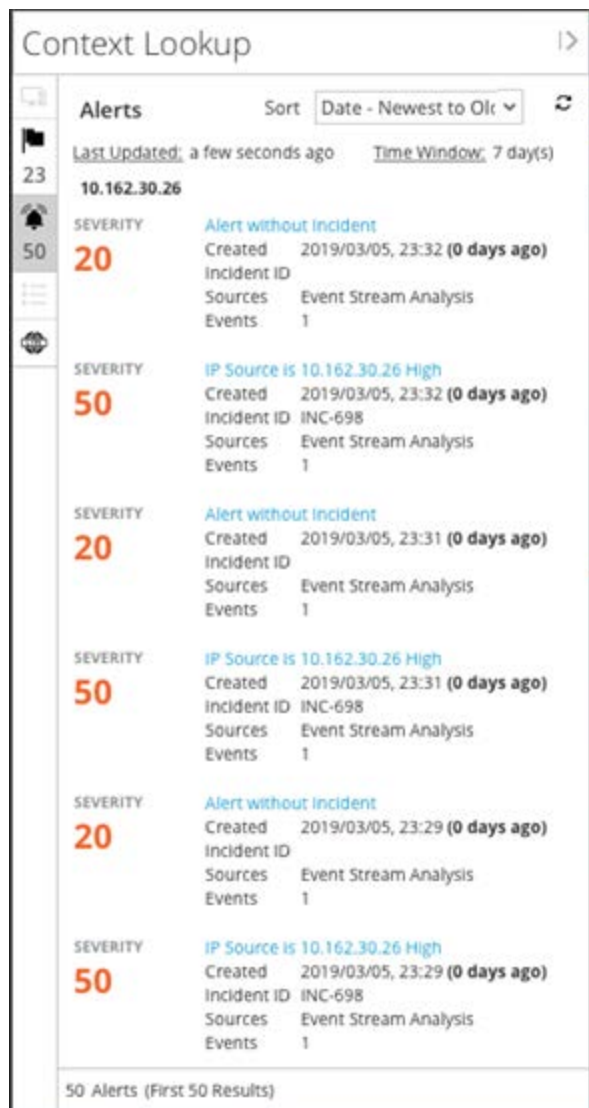 Context Lookup
Alerts Sort Date - Newest to Olc
Last Updated: a few seconds ago Time Window: 7 day(s)
23
10.162.30.26
50
SEVERITY Alert without Incident
20 Created 2019/03/05, 23:32 (0 days ago)
Incident ID
Sources Event Stream Analysis
Events 1
SEVERITY IP Source is 10.162.30.26 High
50 Created 2019/03/05, 23:32 (0 days ago)
Incident ID INC-698
Sources Event Stream Analysis
Events 1
SEVERITY Alert without Incident
20 Created 2019/03/05, 23:31 (0 days ago)
Incident ID
Sources Event Stream Analysis
Events 1
SEVERITY IP Source is 10.162.30.26 High
50 Created 2019/03/05, 23:31 (0 days ago)
Incident ID INC-698
Sources Event Stream Analysis
Events 1
SEVERITY Alert without Incident
20 Created 2019/03/05, 23:29 (0 days ago)
Incident ID
Sources Event Stream Analysis
Events 1
SEVERITY IP Source is 10.162.30.26 High
50 Created 2019/03/05, 23:29 (0 days ago)
Incident ID INC-698
Sources Event Stream Analysis
Events 1
50 Alerts (First 50 Results)